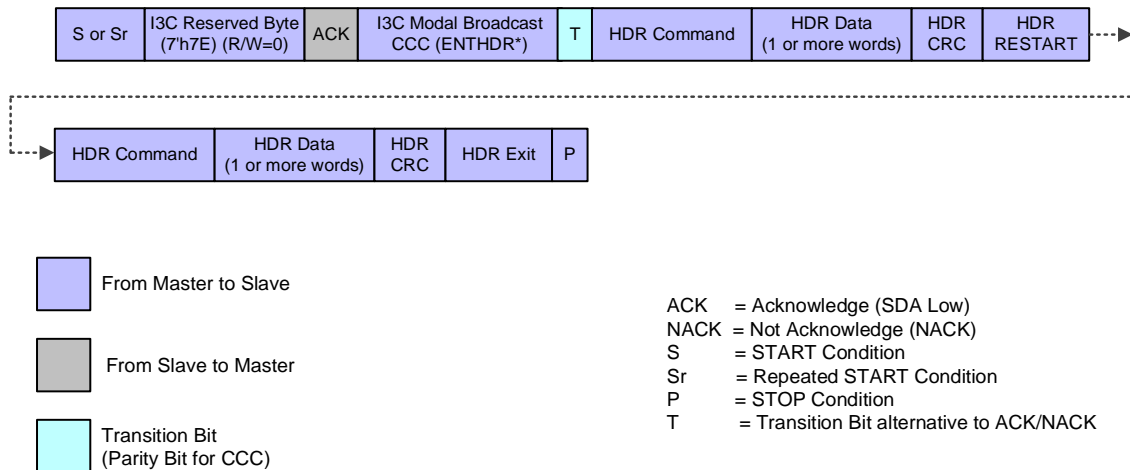 S or Sr
I3C Reserved Byte
(7'h7E) (R/W=0)
ACK
I3C Modal Broadcast
CCC (ENTHDR*)
T
HDR Command
HDR Data
(1 or more words)
HDR
CRC
HDR
RESTART
HDR Command
HDR Data
(1 or more words)
HDR
CRC
HDR Exit
P
From Master to Slave
From Slave to Master
Transition Bit
(Parity Bit for CCC)
ACK = Acknowledge (SDA Low)
NACK = Not Acknowledge (NACK)
S = START Condition
Sr = Repeated START Condition
P = STOP Condition
T = Transition Bit alternative to ACK/NACK